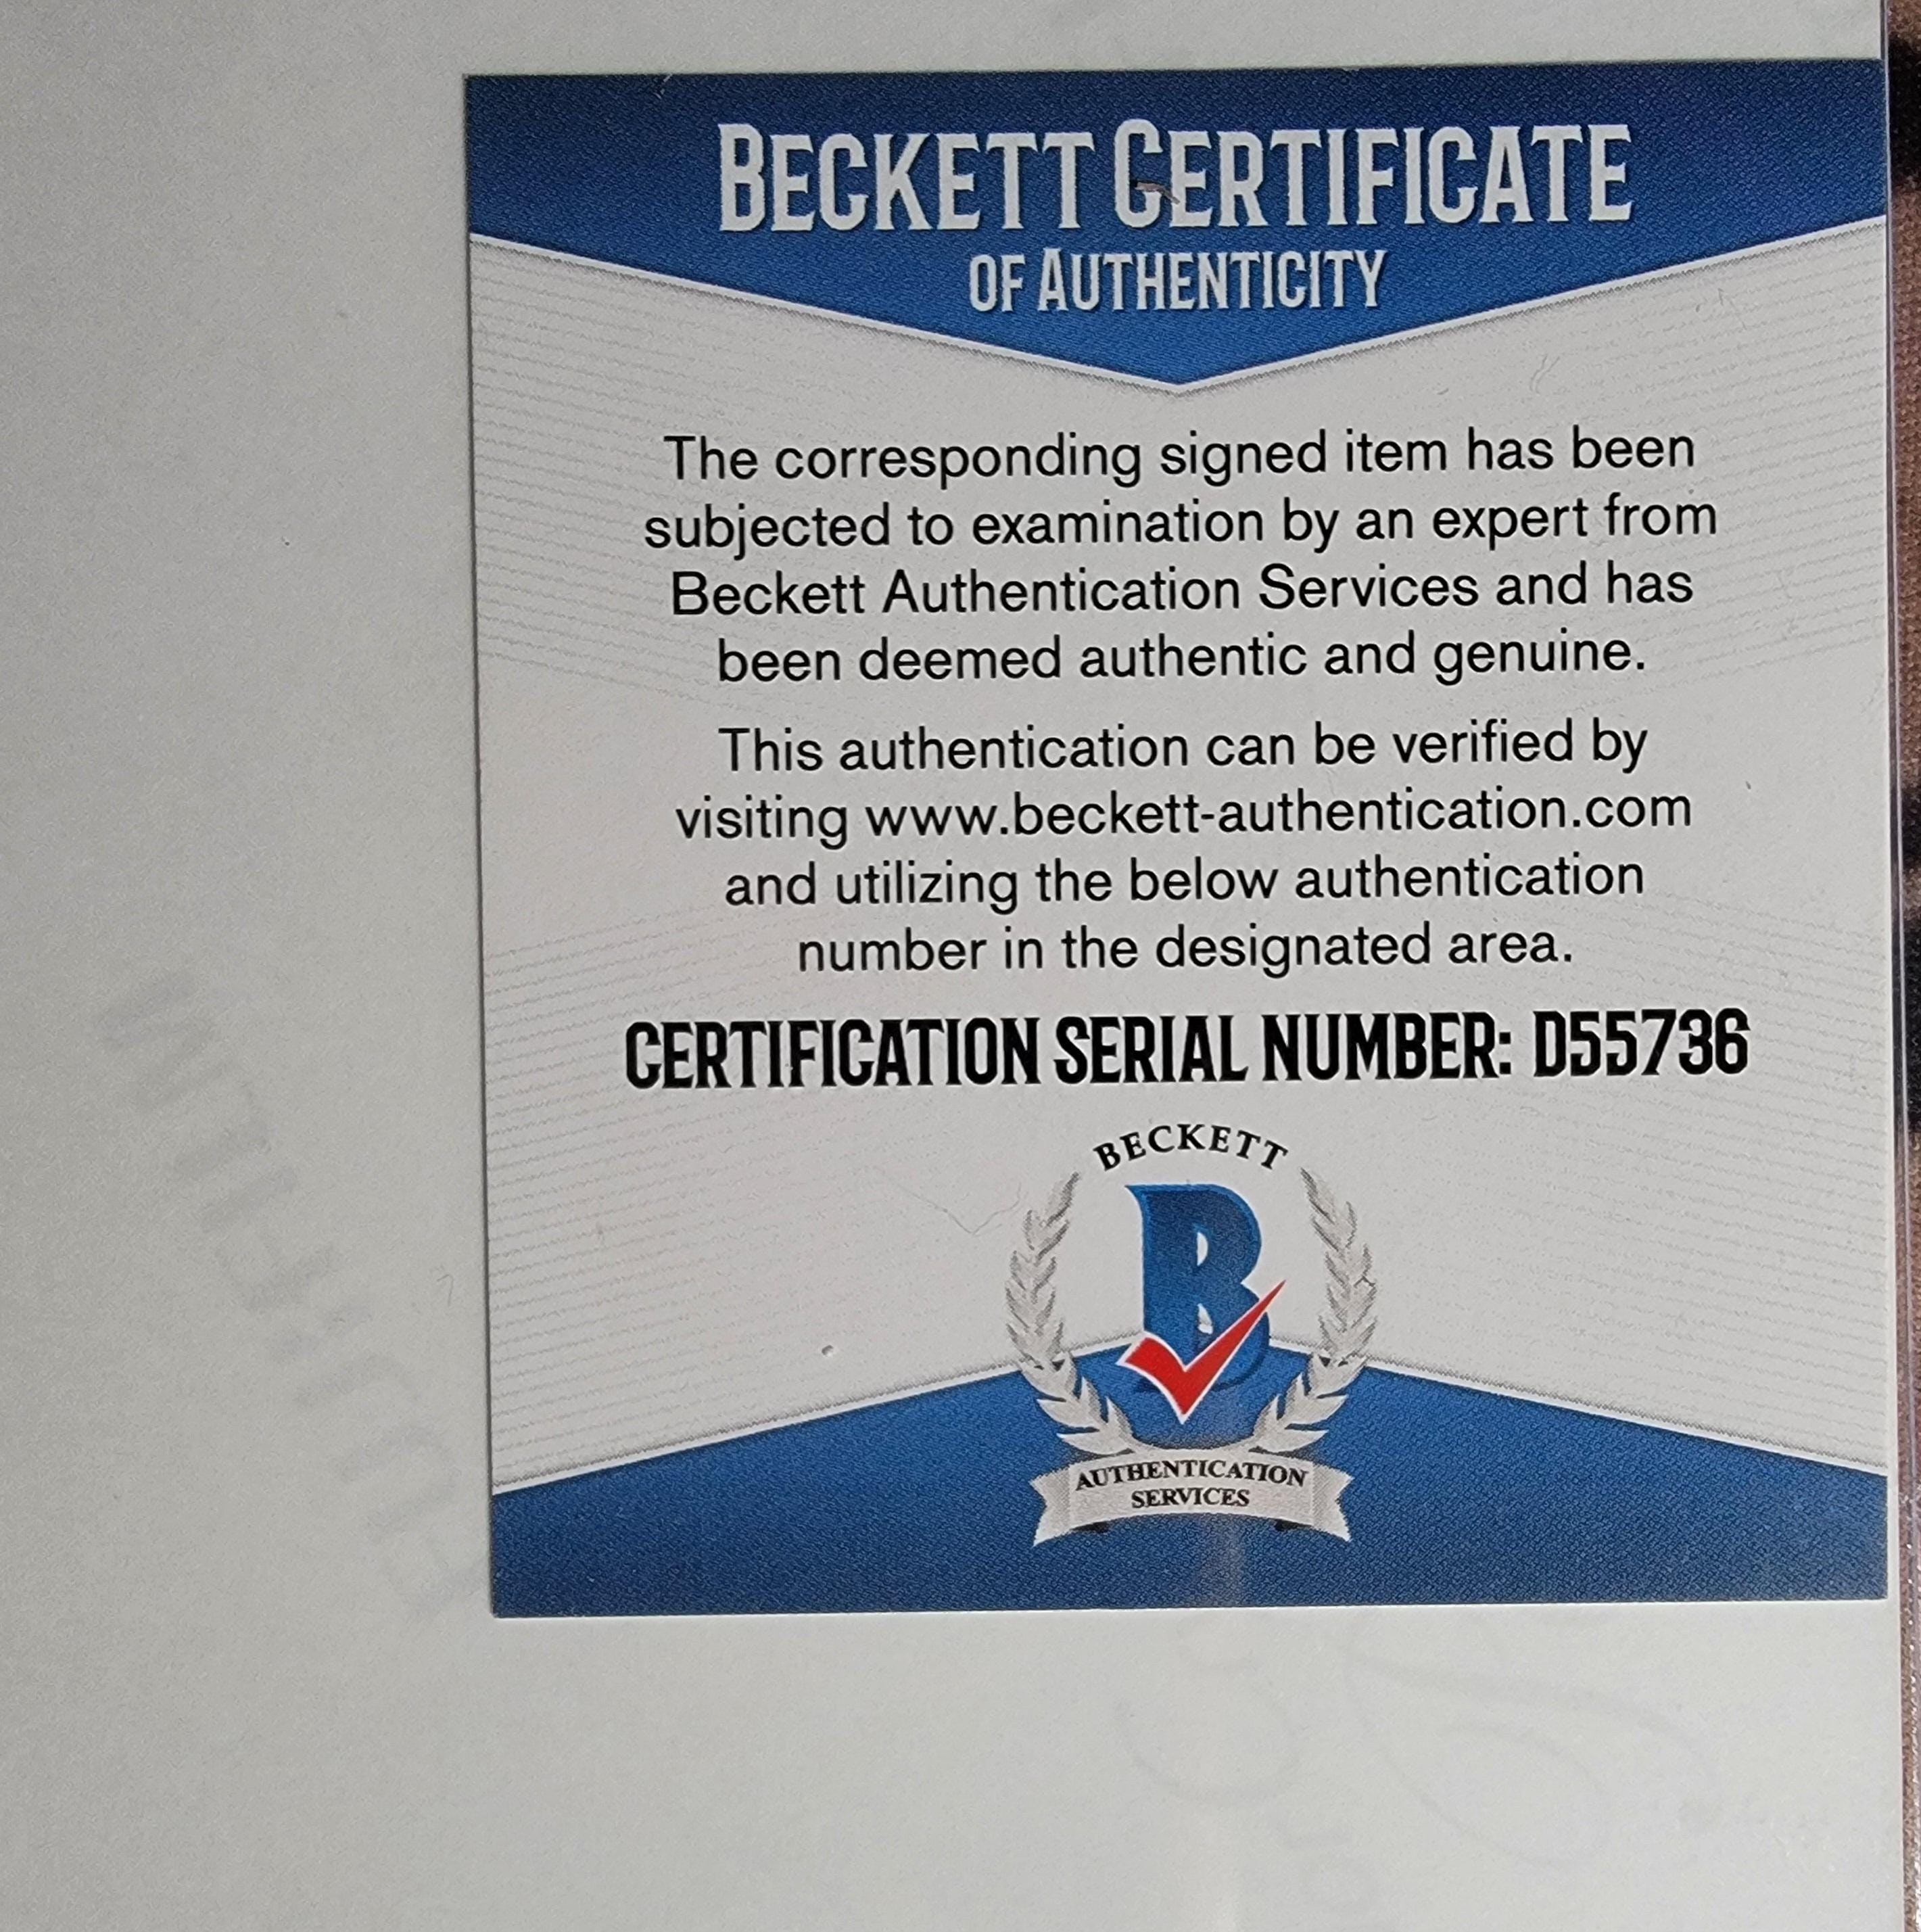 BECKETT CERTIFICATE
OF AUTHENTICITY
The corresponding signed item has been
subjected to examination by an expert from
Beckett Authentication Services and has
been deemed authentic and genuine.
This authentication can be verified by
visiting www.beckett-authentication.com
and utilizing the below authentication
number in the designated area.
CERTIFICATION SERIAL NUMBER: D55736
BECKETT
B
AUTHENTICATION
SERVICES